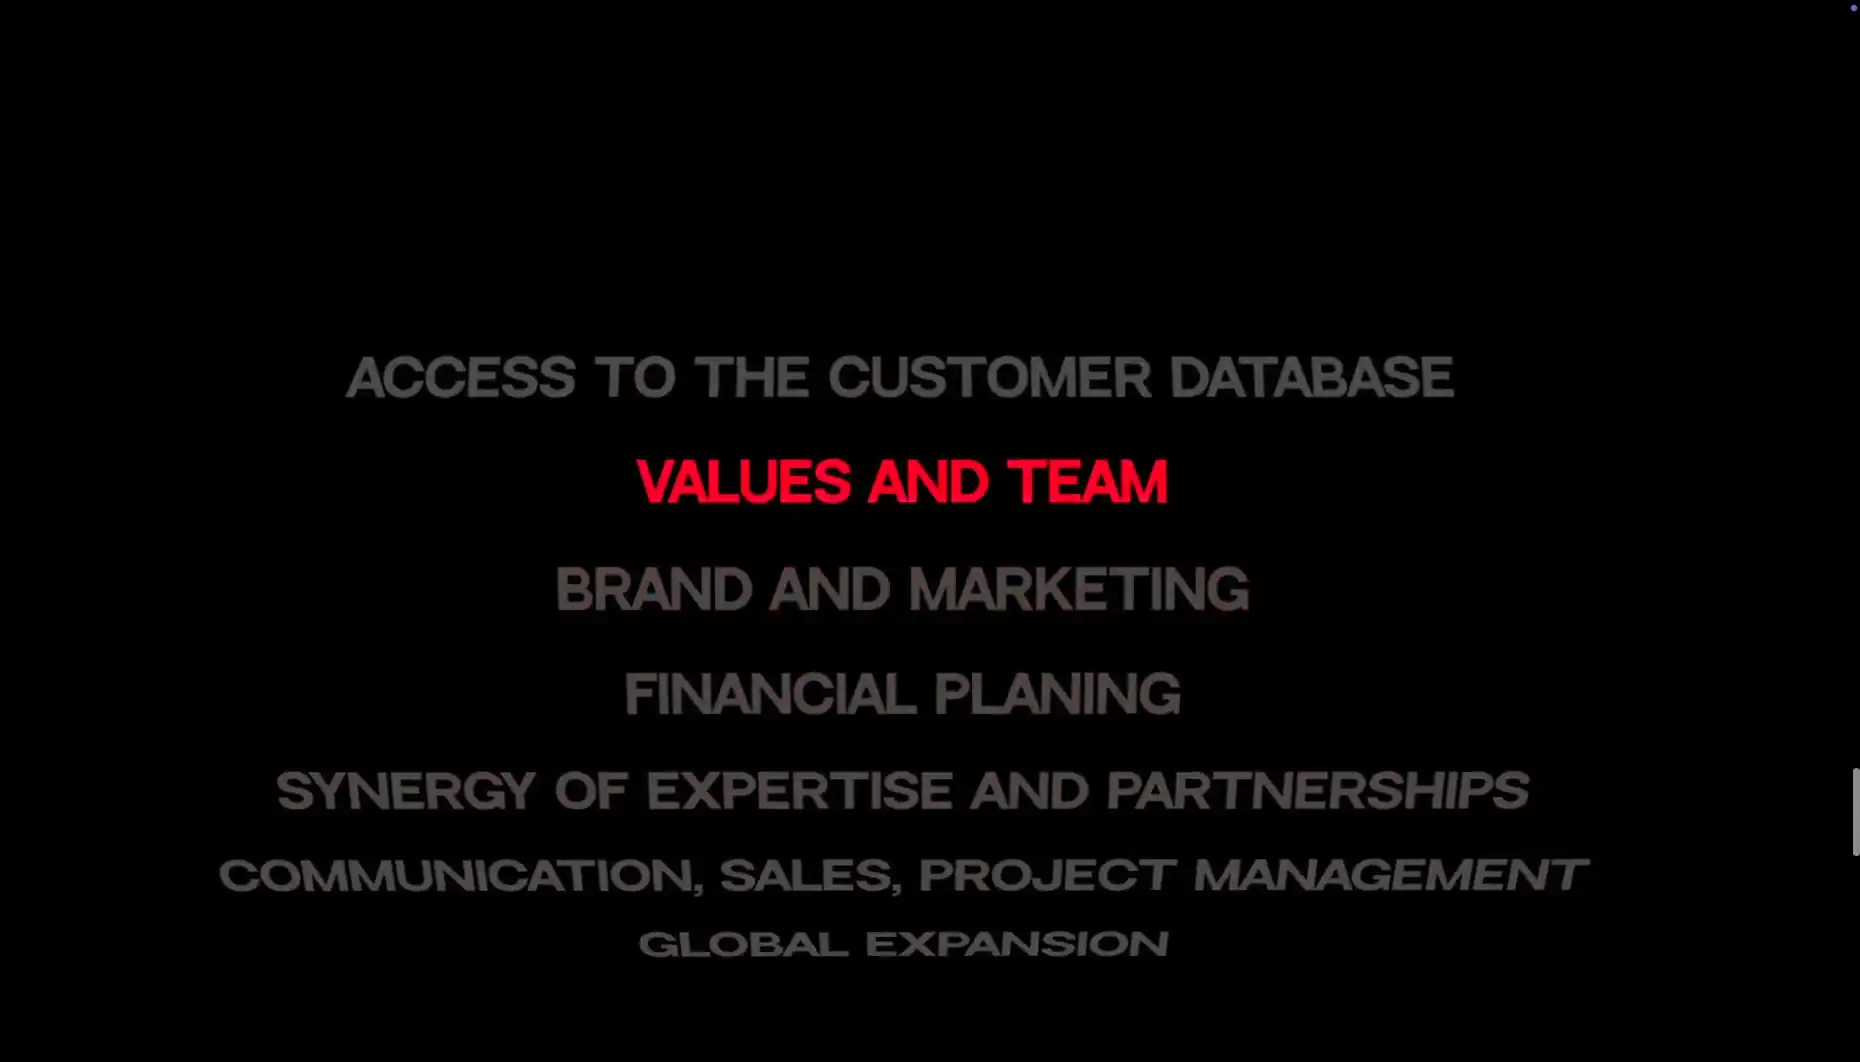 ACCESS TO THE CUSTOMER DATABASE
VALUES AND TEAM
BRAND AND MARKETING
FINANCIAL PLANING
SYNERGY OF EXPERTISE AND PARTNERSHIPS
COMMUNICATION, SALES, PROJECT MANAGEMENT
GLOBAL EXPANSION